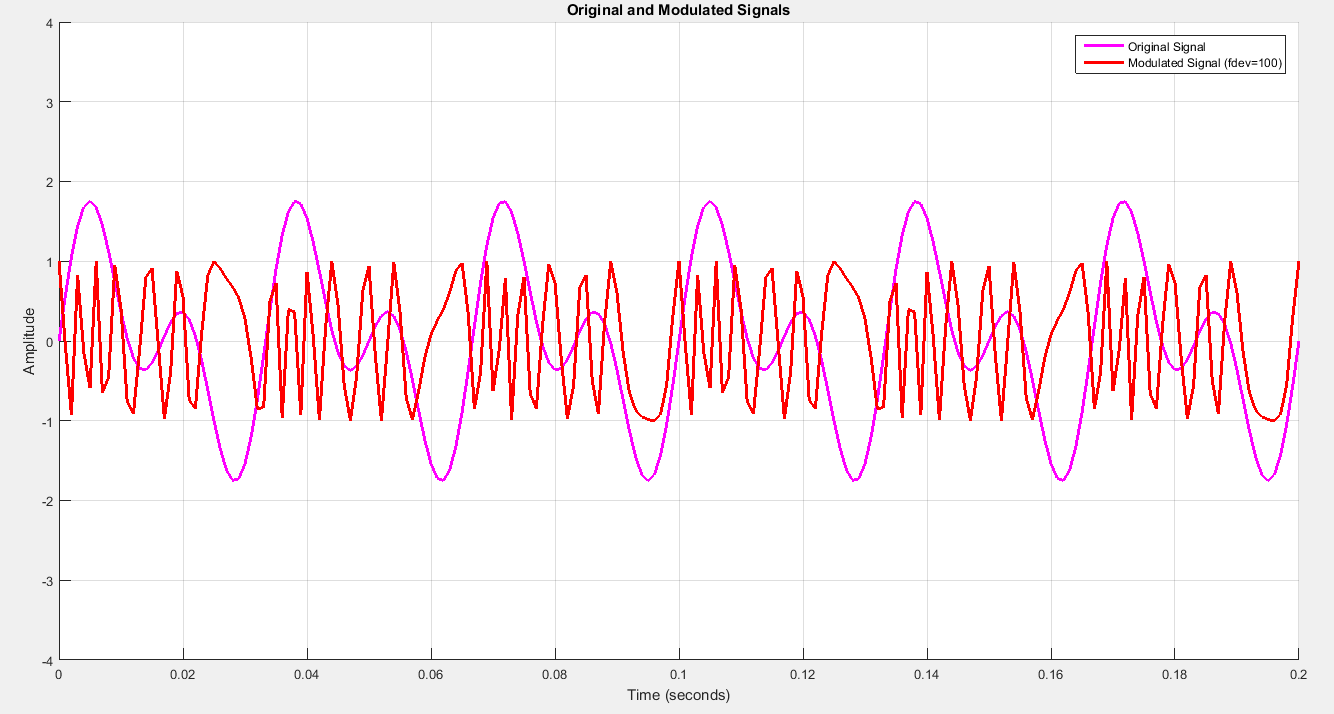 Original and Modulated Signals
Original Signal
Modulated Signal (fdev=100)
Amplitude
4
3
2
1
0
-1
-2
-3
-4
0 0.02 0.04 0.06 0.08 0.1 0.12 0.14 0.16 0.18 0.2
Time (seconds)